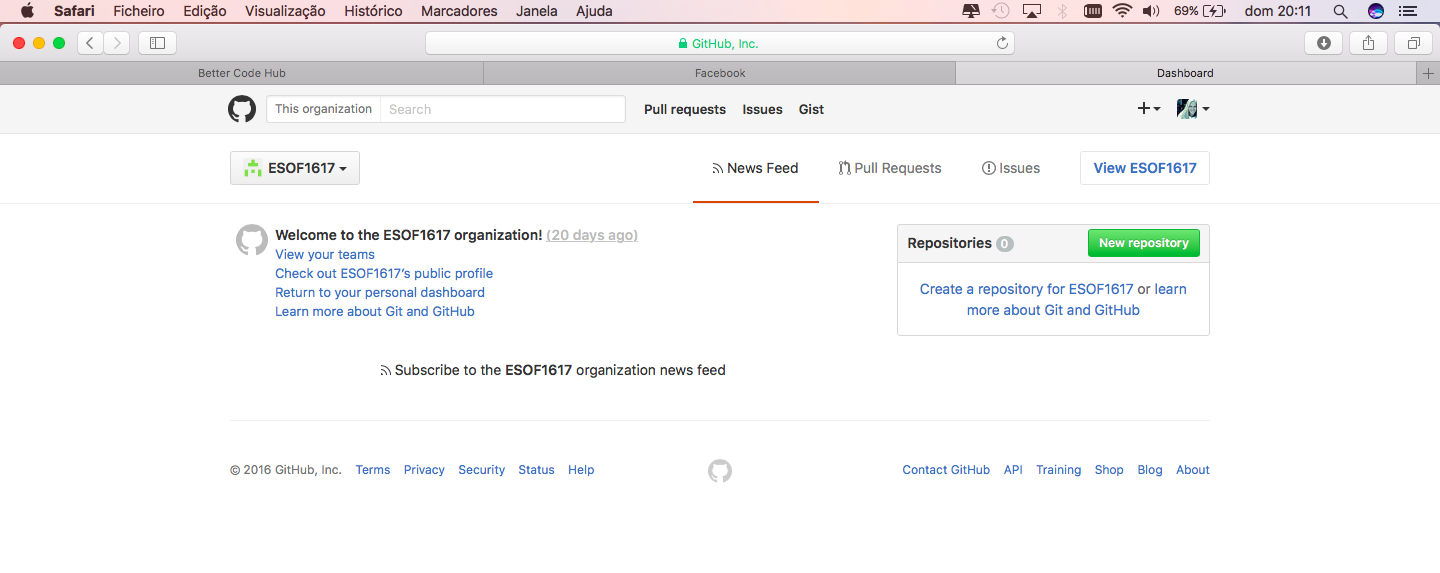 Safari Ficheiro Edição Visualização Histórico Marcadores Janela Ajuda 69% dom 20:11
GitHub, Inc.
Better Code Hub Facebook Dashboard
This organization Search Pull requests Issues Gist
ESOF1617 News Feed Pull Requests Issues View ESOF1617
Welcome to the ESOF1617 organization! (20 days ago)
View your teams
Check out ESOF1617’s public profile
Return to your personal dashboard
Learn more about Git and GitHub
Repositories 0 New repository
Create a repository for ESOF1617 or learn
more about Git and GitHub
Subscribe to the ESOF1617 organization news feed
© 2016 GitHub, Inc. Terms Privacy Security Status Help Contact GitHub API Training Shop Blog About